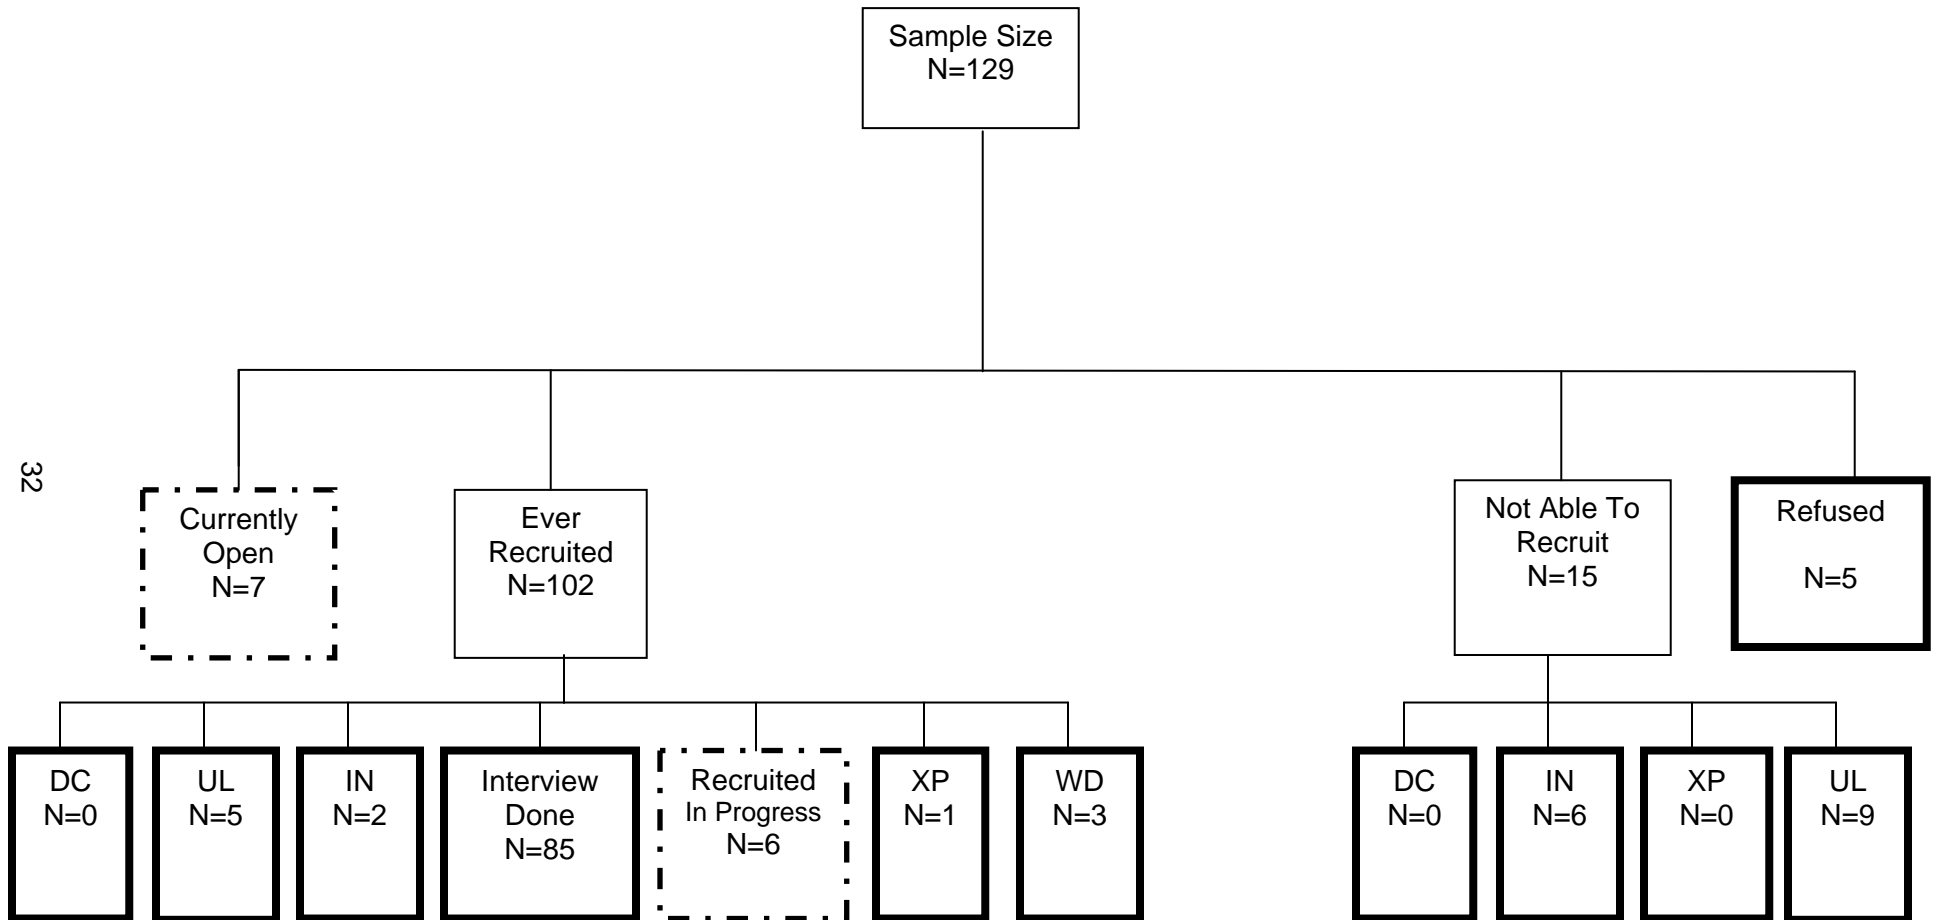 Sample Size
N=129
32
Currently
Open
N=7
Ever
Recruited
N=102
Not Able To
Recruit
N=15
Refused
N=5
DC
N=0
UL
N=5
IN
N=2
Interview
Done
N=85
Recruited
In Progress
N=6
XP
N=1
WD
N=3
DC
N=0
IN
N=6
XP
N=0
UL
N=9